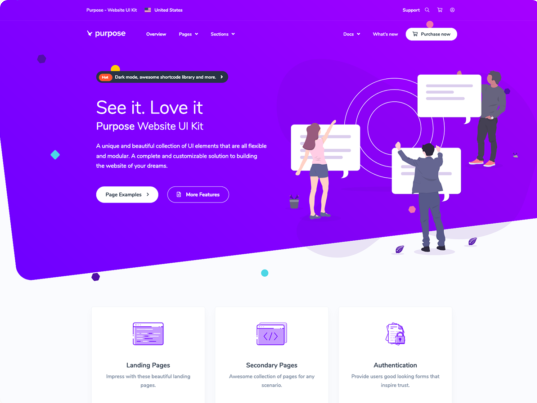 Purpose - Website UI Kit
United States
Support
purpose
Overview
Pages
Sections
Docs
What's new
Purchase now
Hot
Dark mode, awesome shortcode library and more.
See it. Love it
Purpose Website UI Kit
A unique and beautiful collection of UI elements that are all flexible
and modular. A complete and customizable solution to building
the website of your dreams.
Page Examples
More Features
</>
Landing Pages
Impress with these beautiful landing
pages.
Secondary Pages
Awesome collection of pages for any
scenario.
Authentication
Provide users good looking forms that
inspire trust.